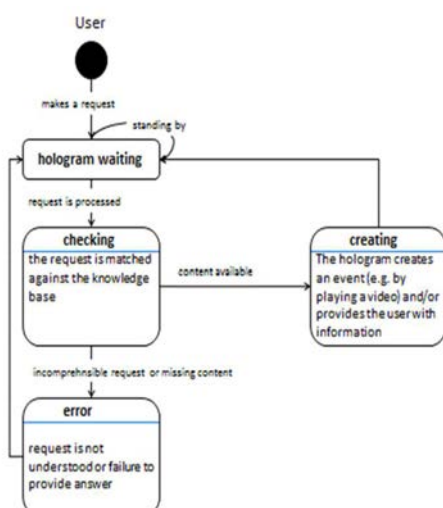 User
makes a request
standing by
hologram waiting
request is processed
checking
the request is matched
against the knowledge
base
content available
creating
The hologram creates
an event (e.g. by
playing a video) and/or
provides the user with
information
incomprehnsible request or missing content
error
request is not
understood or failure to
provide answer